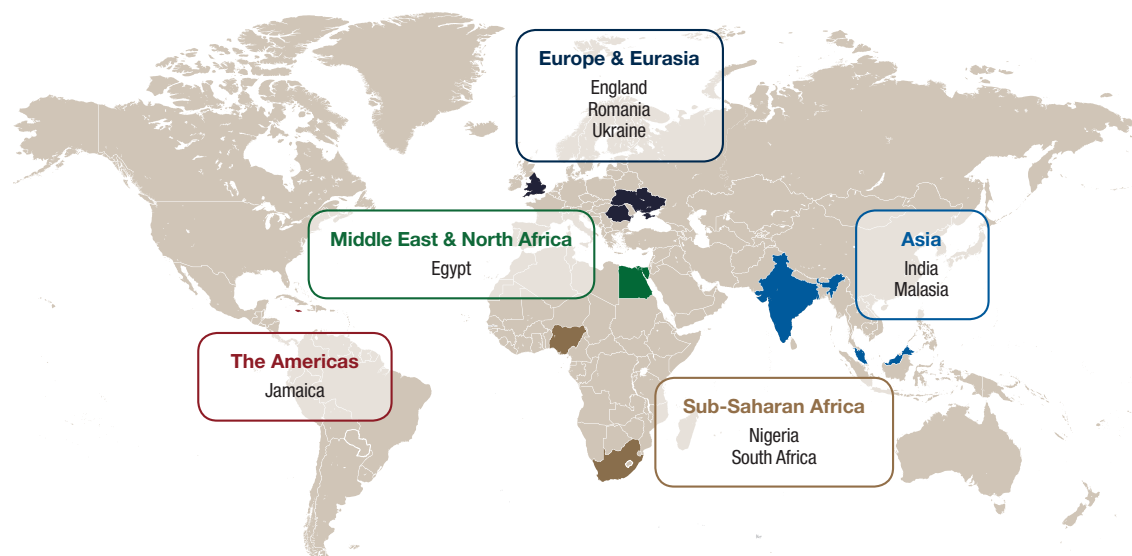 Europe & Eurasia
England
Romania
Ukraine
Middle East & North Africa
Egypt
Asia
India
Malasia
The Americas
Jamaica
Sub-Saharan Africa
Nigeria
South Africa